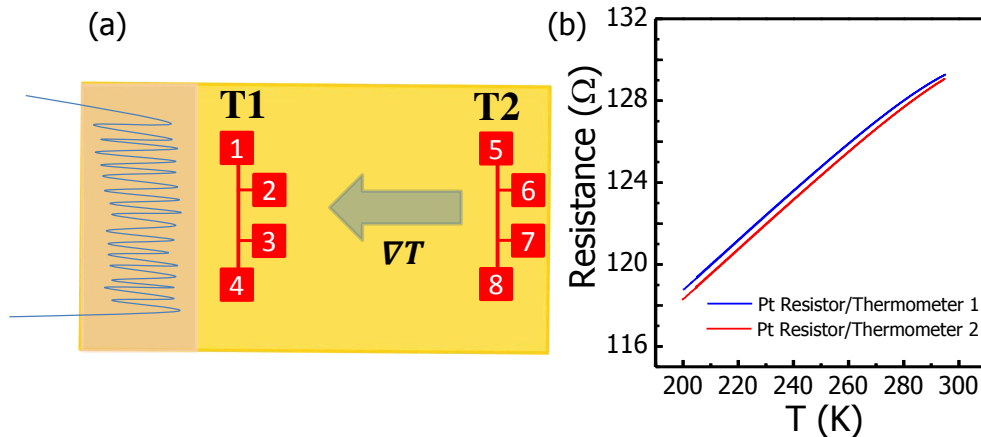 (a)
T1
T2
1
2
3
4
5
6
7
8
∇T
(b)
Resistance (Ω)
132
128
124
120
116
200 220 240 260 280 300
T (K)
Pt Resistor/Thermometer 1
Pt Resistor/Thermometer 2